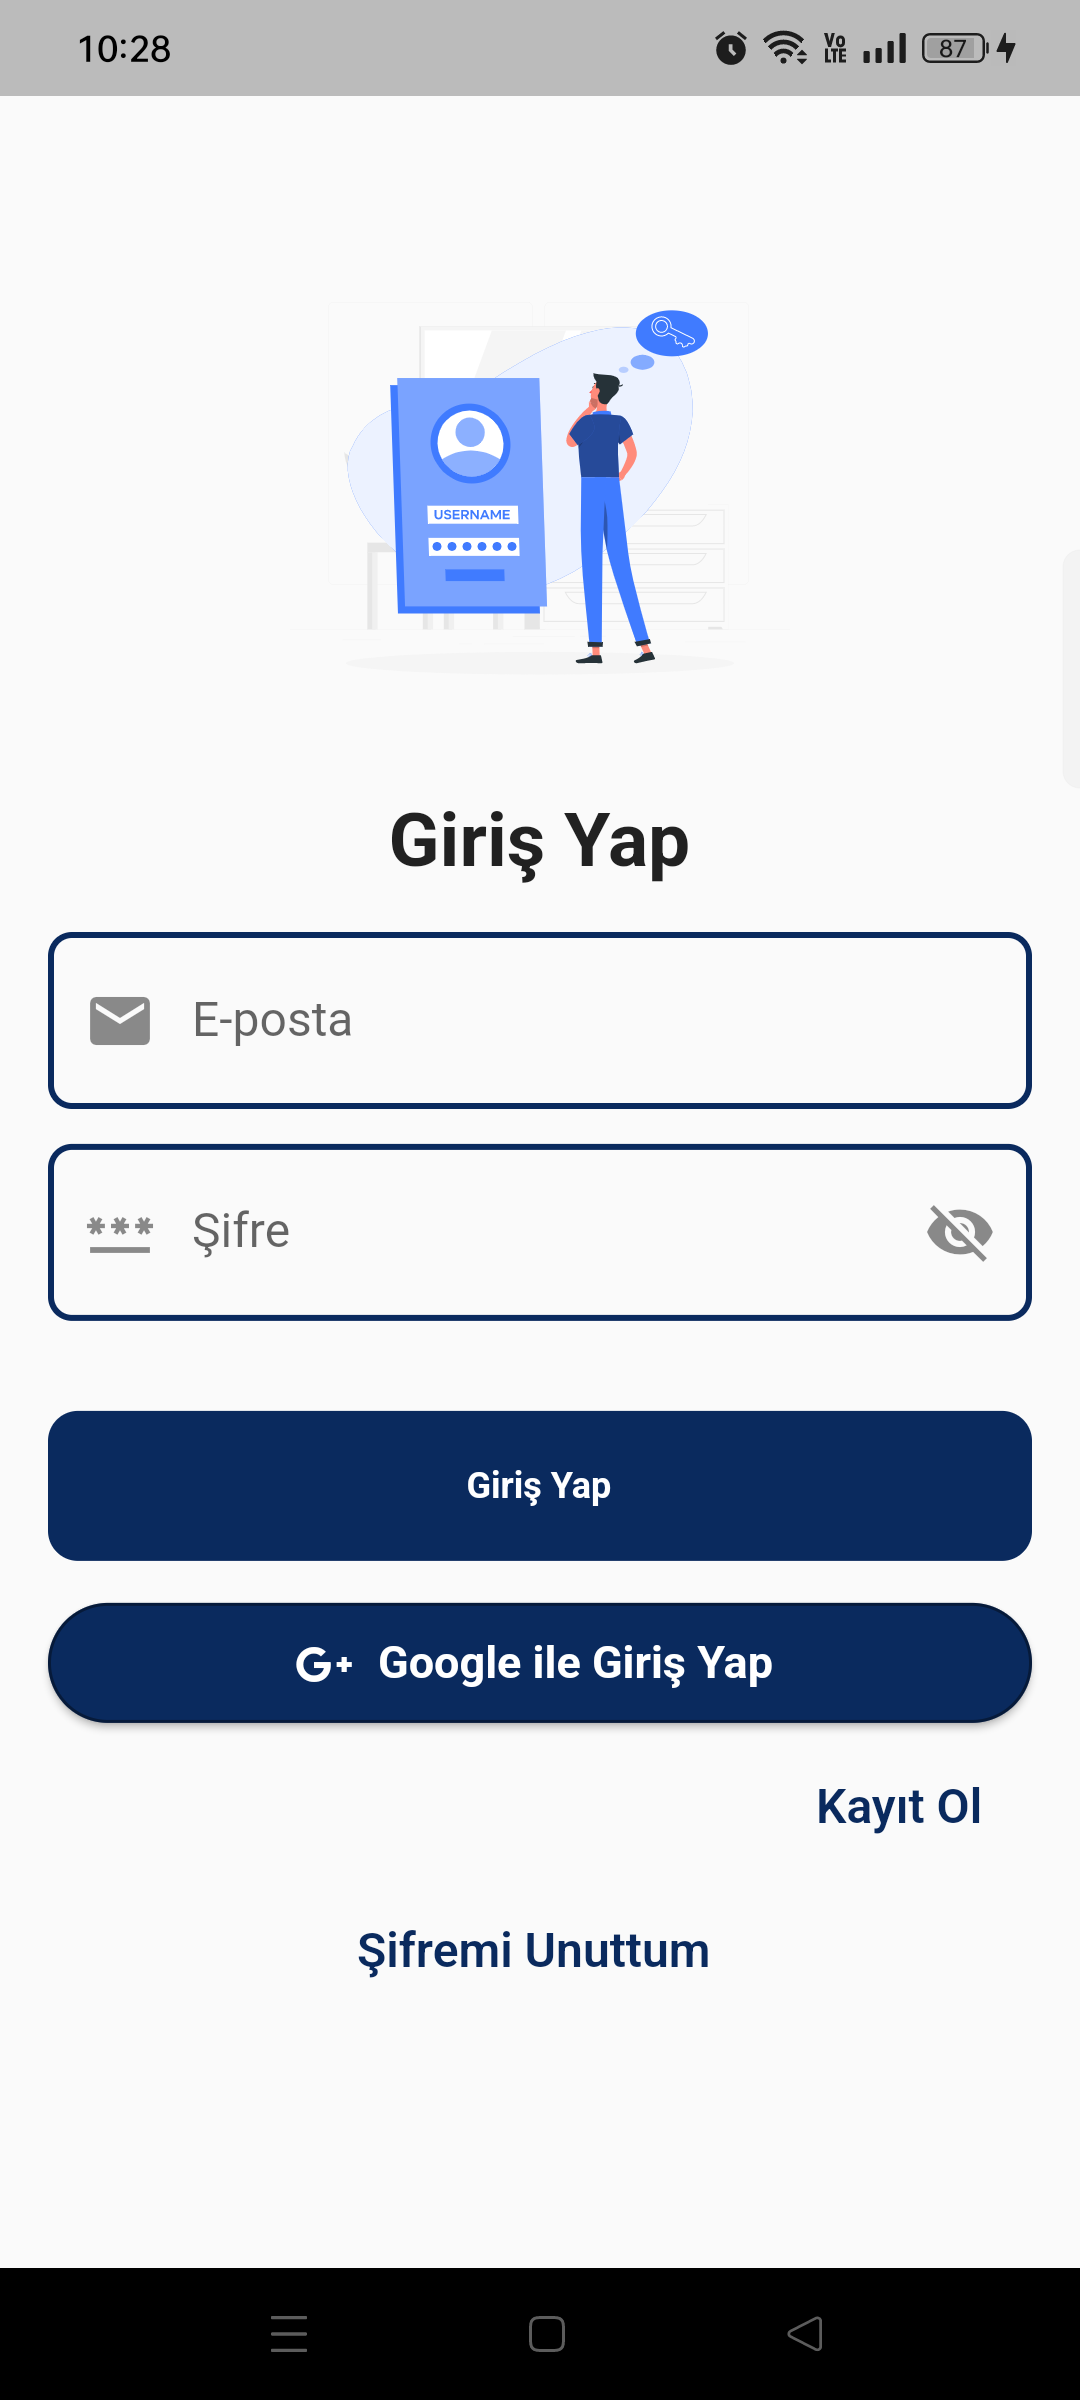 10:28
Vo
LTE
87
USERNAME
Giriş Yap
E-posta
Şifre
Giriş Yap
G+ Google ile Giriş Yap
Kayıt Ol
Şifremi Unuttum